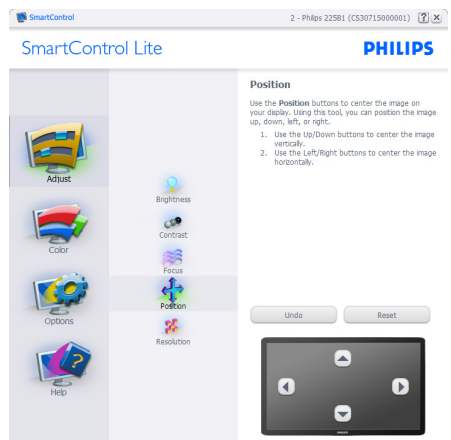 SmartControl
2 - Philips 225B1 (CS30715000001)
?
SmartControl Lite
PHILIPS
Adjust
Color
Options
Help
Brightness
Contrast
Focus
Position
Resolution
Position
Use the Position buttons to center the image on
your display. Using this tool, you can position the image
up, down, left, or right.
1. Use the Up/Down buttons to center the image
vertically.
2. Use the Left/Right buttons to center the image
horizontally.
Undo
Reset
PHILIPS